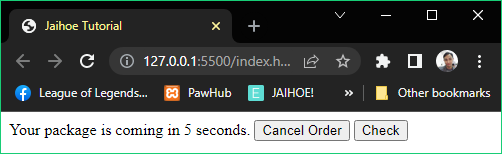 Jaihoe Tutorial
127.0.0.1:5500/index.h...
League of Legends... PawHub JAIHOE! » Other bookmarks
Your package is coming in 5 seconds. Cancel Order Check